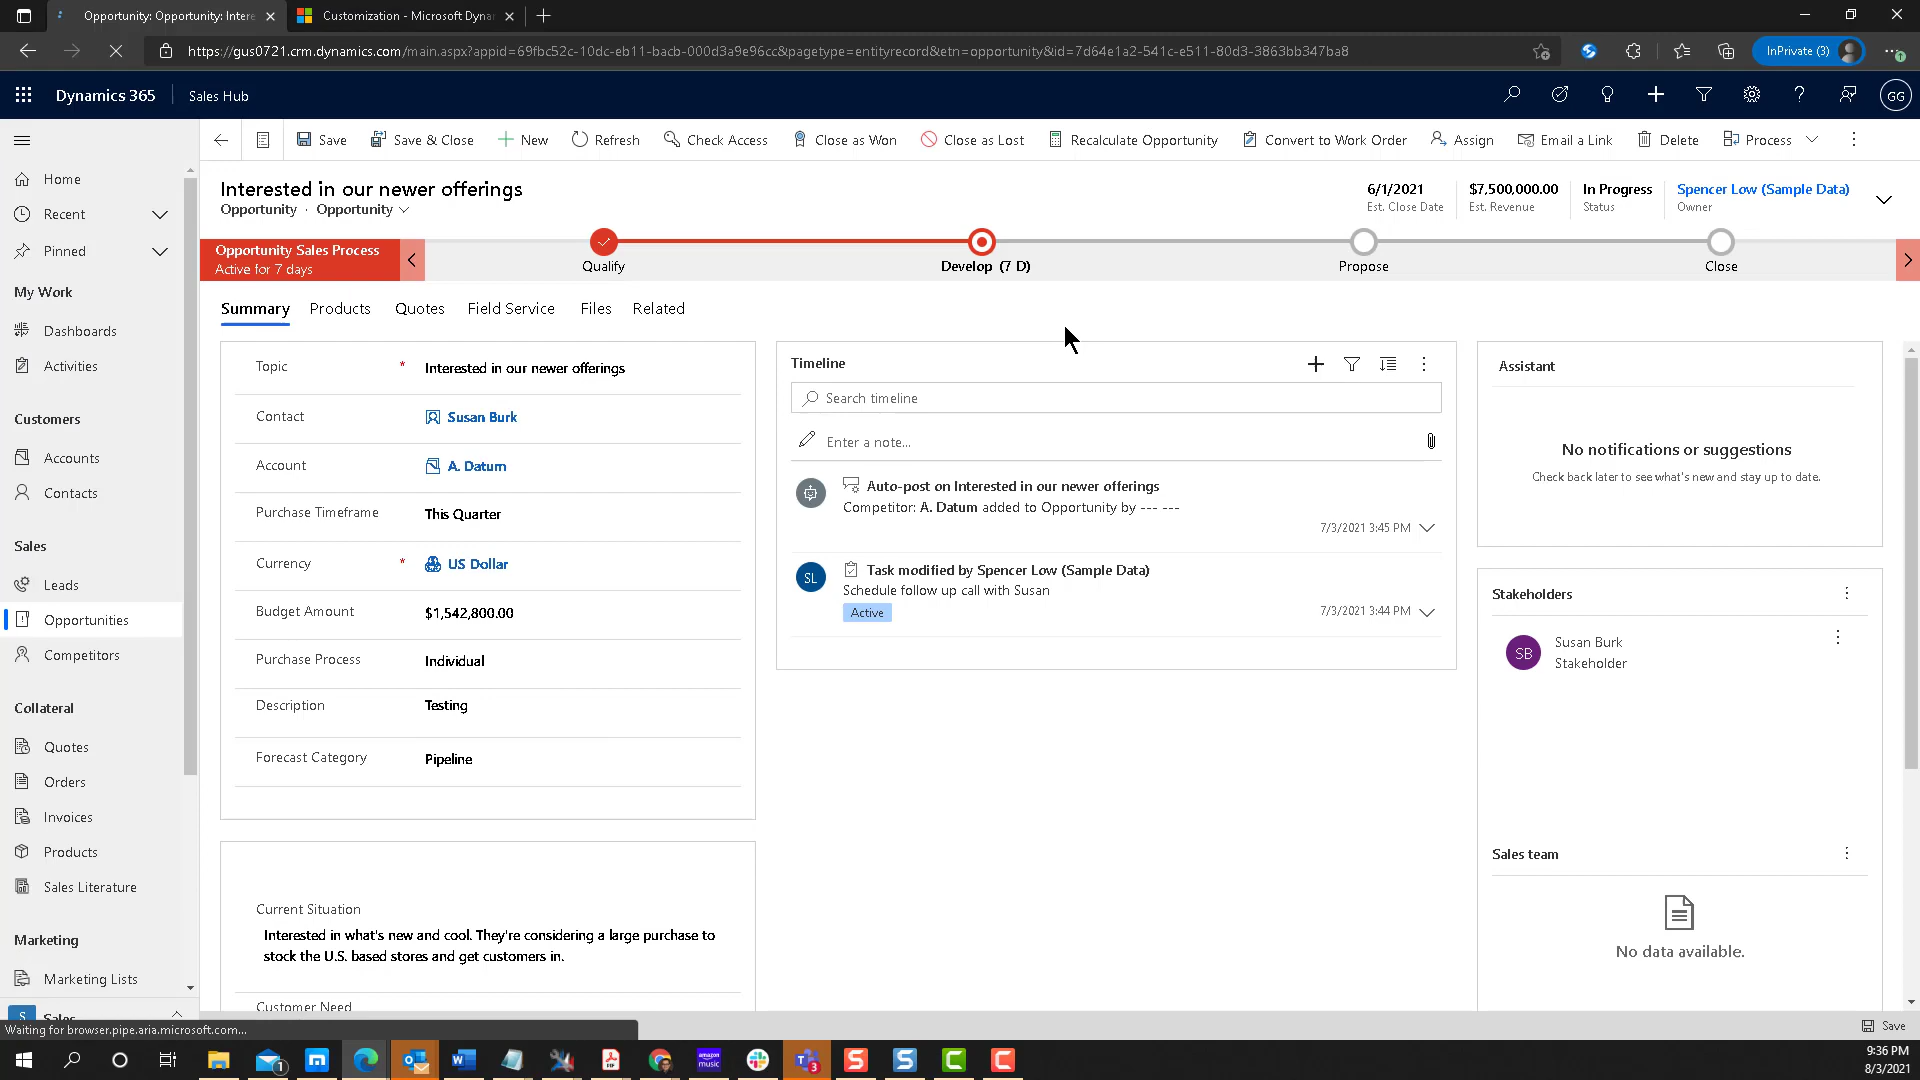 Opportunity: Opportunity: Intere
Customization - Microsoft Dyna
https://gus0721.crm.dynamics.com/main.aspx?appid=69fbc52c-10dc-eb11-bacb-000d3a9e96cc&pagetype=entityrecord&etn=opportunity&id=7d64e1a2-541c-e511-80d3-3863bb347ba8
InPrivate (3)
Dynamics 365
Sales Hub
GG
Save
Save & Close
New
Refresh
Check Access
Close as Won
Close as Lost
Recalculate Opportunity
Convert to Work Order
Assign
Email a Link
Delete
Process
Home
Recent
Pinned
My Work
Dashboards
Activities
Customers
Accounts
Contacts
Sales
Leads
Opportunities
Competitors
Collateral
Quotes
Orders
Invoices
Products
Sales Literature
Marketing
Marketing Lists
S Sales
Interested in our newer offerings
Opportunity · Opportunity
6/1/2021
Est. Close Date
$7,500,000.00
Est. Revenue
In Progress
Status
Spencer Low (Sample Data)
Owner
Opportunity Sales Process
Active for 7 days
Qualify
Develop (7 D)
Propose
Close
Summary
Products
Quotes
Field Service
Files
Related
Topic * Interested in our newer offerings
Contact Susan Burk
Account A. Datum
Purchase Timeframe This Quarter
Currency * US Dollar
Budget Amount $1,542,800.00
Purchase Process Individual
Description Testing
Forecast Category Pipeline
Current Situation
Interested in what's new and cool. They're considering a large purchase to
stock the U.S. based stores and get customers in.
Customer Need
Timeline
Search timeline
Enter a note...
Auto-post on Interested in our newer offerings
Competitor: A. Datum added to Opportunity by --- ---
7/3/2021 3:45 PM
SL
Task modified by Spencer Low (Sample Data)
Schedule follow up call with Susan
Active
7/3/2021 3:44 PM
Assistant
No notifications or suggestions
Check back later to see what's new and stay up to date.
Stakeholders
SB
Susan Burk
Stakeholder
Sales team
No data available.
Waiting for browser.pipe.aria.microsoft.com...
Save
1
amazon music
3
9:36 PM
8/3/2021